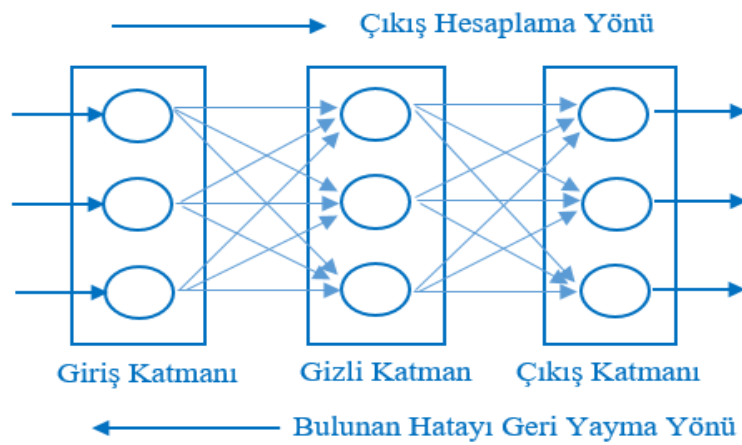 Çıkış Hesaplama Yönü
Giriş Katmanı
Gizli Katman
Çıkış Katmanı
Bulunan Hatayı Geri Yayma Yönü